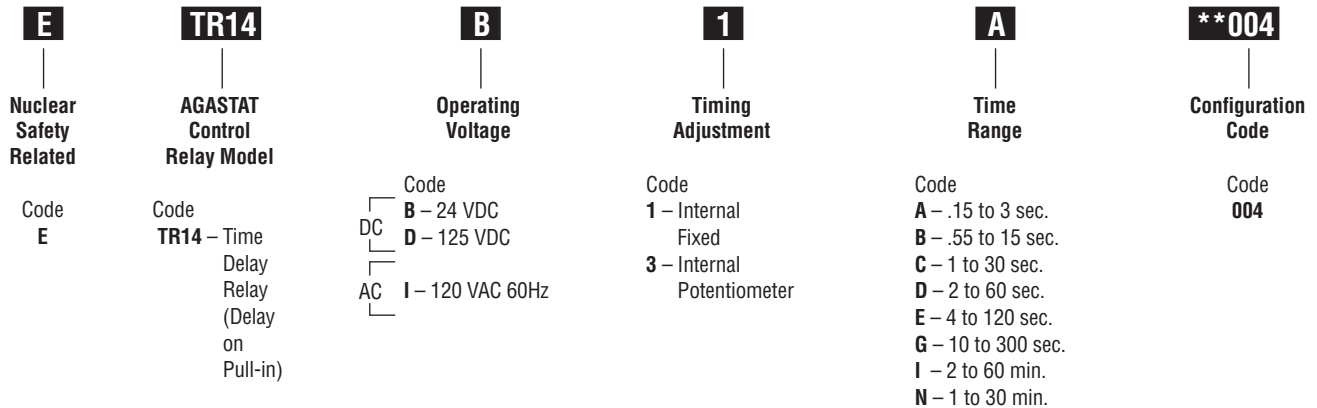 E TR14 B 1 A **004
Nuclear
Safety
Related
AGASTAT
Control
Relay Model
Operating
Voltage
Timing
Adjustment
Time
Range
Configuration
Code
Code
E
Code
TR14 – Time
Delay
Relay
(Delay
on
Pull-in)
Code
DC
B – 24 VDC
D – 125 VDC
AC
I – 120 VAC 60Hz
Code
1 – Internal
Fixed
3 – Internal
Potentiometer
Code
A – .15 to 3 sec.
B – .55 to 15 sec.
C – 1 to 30 sec.
D – 2 to 60 sec.
E – 4 to 120 sec.
G – 10 to 300 sec.
I – 2 to 60 min.
N – 1 to 30 min.
Code
004